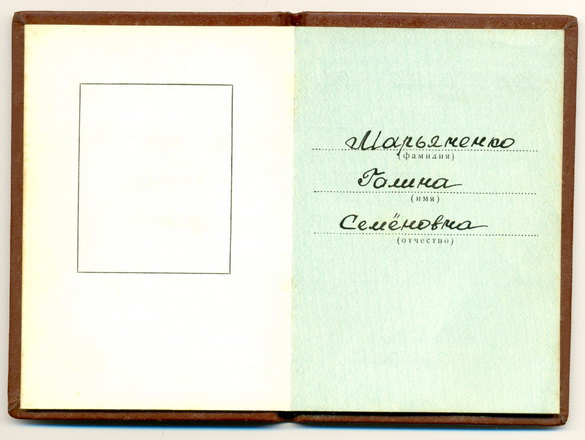 Марьяненко
(фамилия)
Галина
(имя)
Семёновна
(отчество)